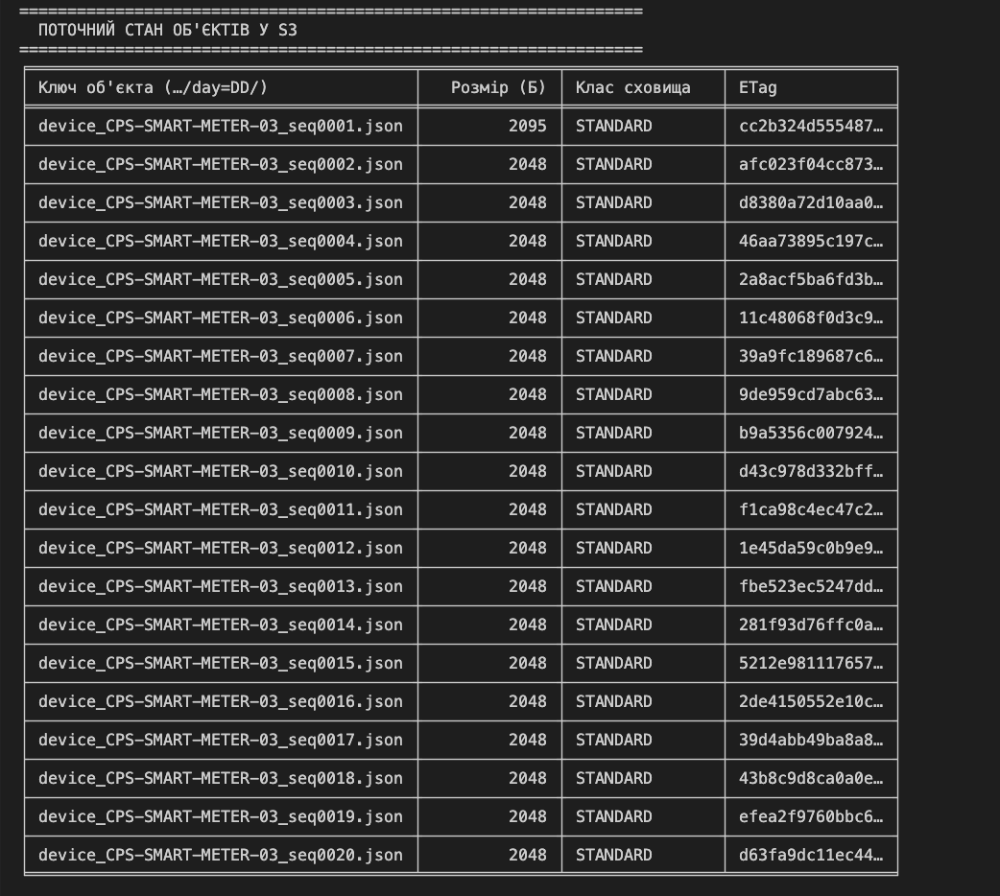 =================================================================
ПОТОЧНИЙ СТАН ОБ'ЄКТІВ У S3
=================================================================
Ключ об'єкта (…/day=DD/) Розмір (Б) Клас сховища ETag
device_CPS-SMART-METER-03_seq0001.json 2095 STANDARD cc2b324d555487…
device_CPS-SMART-METER-03_seq0002.json 2048 STANDARD afc023f04cc873…
device_CPS-SMART-METER-03_seq0003.json 2048 STANDARD d8380a72d10aa0…
device_CPS-SMART-METER-03_seq0004.json 2048 STANDARD 46aa73895c197c…
device_CPS-SMART-METER-03_seq0005.json 2048 STANDARD 2a8acf5ba6fd3b…
device_CPS-SMART-METER-03_seq0006.json 2048 STANDARD 11c48068f0d3c9…
device_CPS-SMART-METER-03_seq0007.json 2048 STANDARD 39a9fc189687c6…
device_CPS-SMART-METER-03_seq0008.json 2048 STANDARD 9de959cd7abc63…
device_CPS-SMART-METER-03_seq0009.json 2048 STANDARD b9a5356c007924…
device_CPS-SMART-METER-03_seq0010.json 2048 STANDARD d43c978d332bff…
device_CPS-SMART-METER-03_seq0011.json 2048 STANDARD f1ca98c4ec47c2…
device_CPS-SMART-METER-03_seq0012.json 2048 STANDARD 1e45da59c0b9e9…
device_CPS-SMART-METER-03_seq0013.json 2048 STANDARD fbe523ec5247dd…
device_CPS-SMART-METER-03_seq0014.json 2048 STANDARD 281f93d76ffc0a…
device_CPS-SMART-METER-03_seq0015.json 2048 STANDARD 5212e981117657…
device_CPS-SMART-METER-03_seq0016.json 2048 STANDARD 2de4150552e10c…
device_CPS-SMART-METER-03_seq0017.json 2048 STANDARD 39d4abb49ba8a8…
device_CPS-SMART-METER-03_seq0018.json 2048 STANDARD 43b8c9d8ca0a0e…
device_CPS-SMART-METER-03_seq0019.json 2048 STANDARD efea2f9760bbc6…
device_CPS-SMART-METER-03_seq0020.json 2048 STANDARD d63fa9dc11ec44…